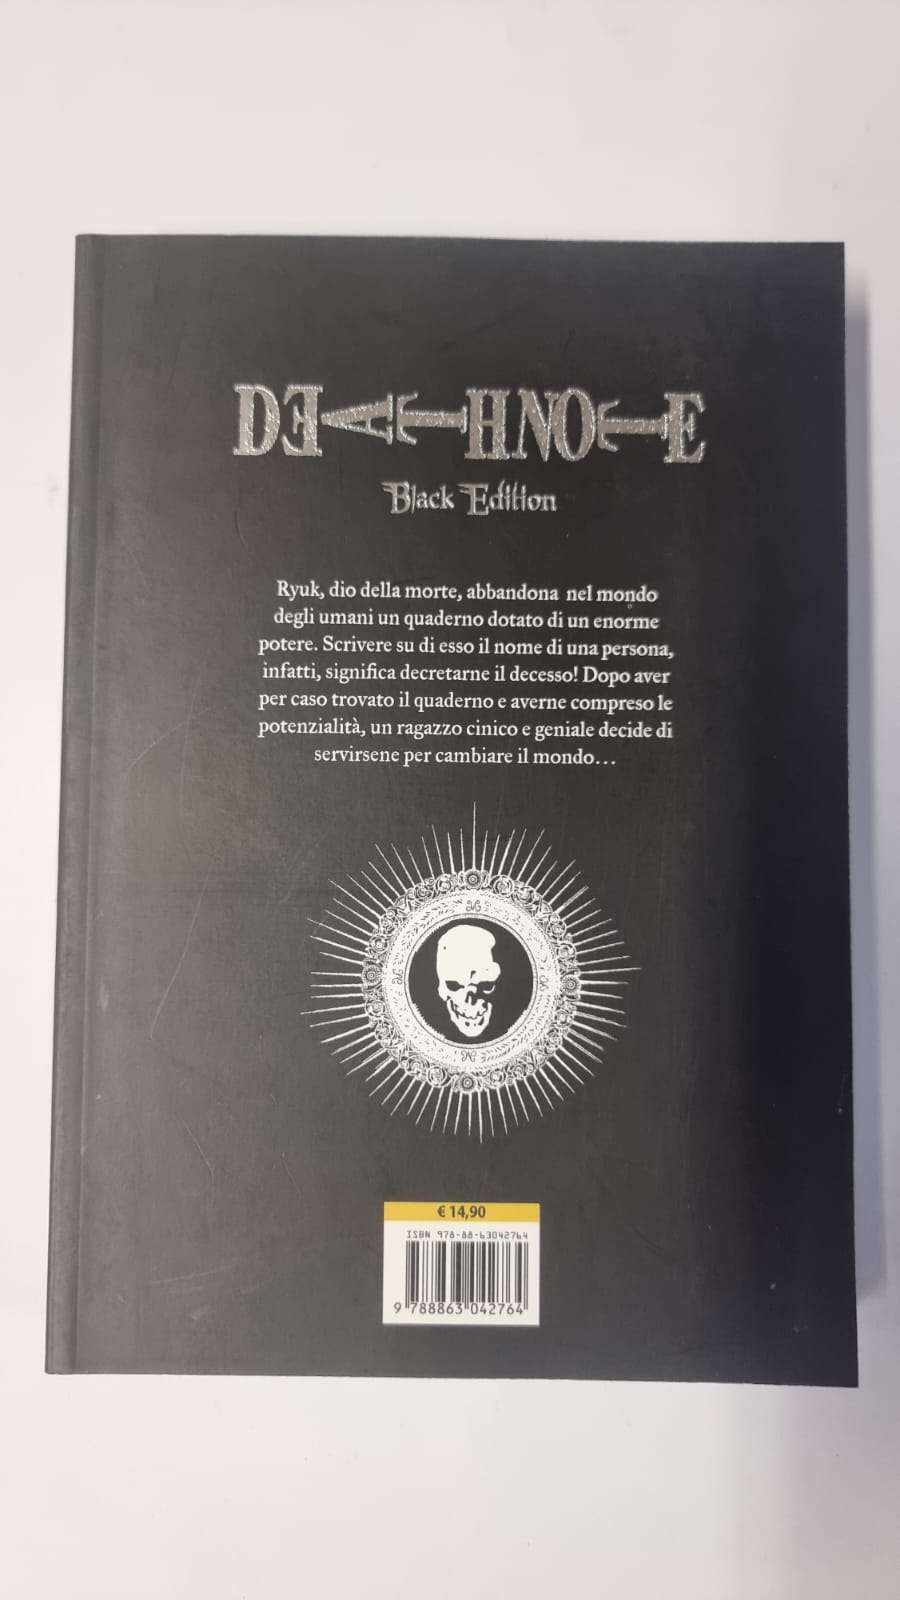 DEATH NOTE
Black Edition
Ryuk, dio della morte, abbandona nel mondo
degli umani un quaderno dotato di un enorme
potere. Scrivere su di esso il nome di una persona,
infatti, significa decretarne il decesso! Dopo aver
per caso trovato il quaderno e averne compreso le
potenzialità, un ragazzo cinico e geniale decide di
servirsene per cambiare il mondo...
€ 14,90
ISBN 978-88-63042764
9 788863 042764